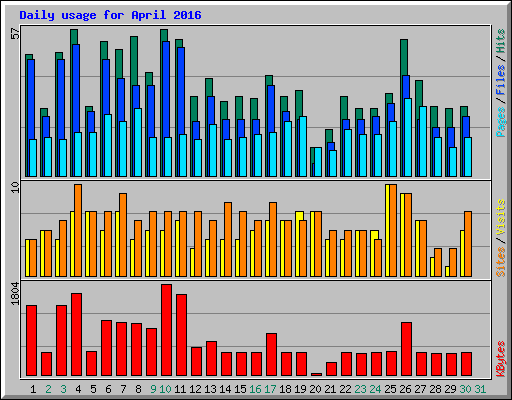 Daily usage for April 2016
57
Pages / Files / Hits
10
Sites / Visits
1804
KBytes
1 2 3 4 5 6 7 8 9 10 11 12 13 14 15 16 17 18 19 20 21 22 23 24 25 26 27 28 29 30 31